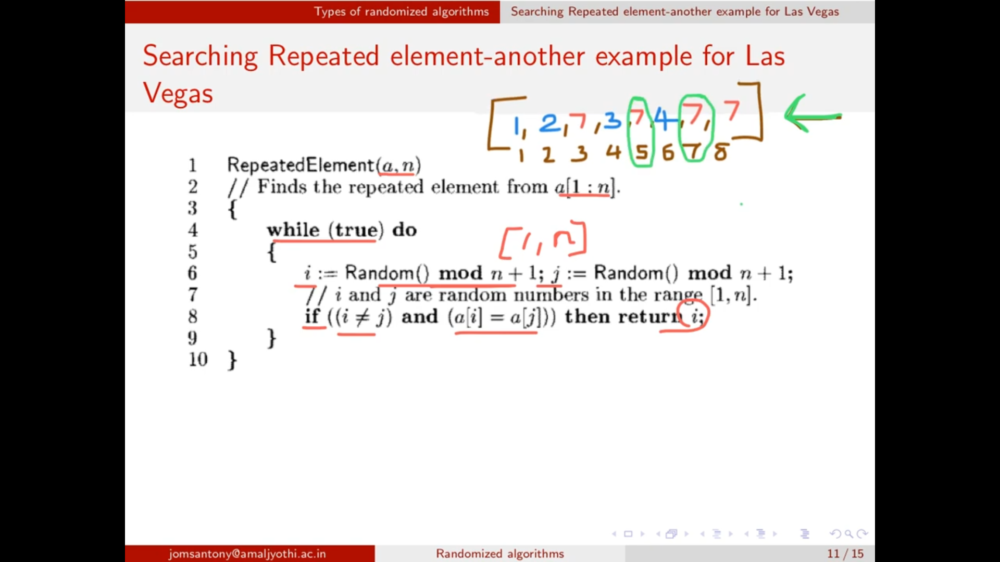 Types of randomized algorithms Searching Repeated element-another example for Las Vegas
Searching Repeated element-another example for Las
Vegas
[1, 2, 7, 3, 7, 4, 7, 7]
1 2 3 4 5 6 7 8
1 RepeatedElement(a, n)
2 // Finds the repeated element from a[1 : n].
3 {
4 while (true) do
[1, n]
5 {
6 i := Random() mod n + 1; j := Random() mod n + 1;
7 // i and j are random numbers in the range [1, n].
8 if ((i ≠ j) and (a[i] = a[j])) then return i;
9 }
10 }
jomsantony@amaljyothi.ac.in Randomized algorithms 11 / 15